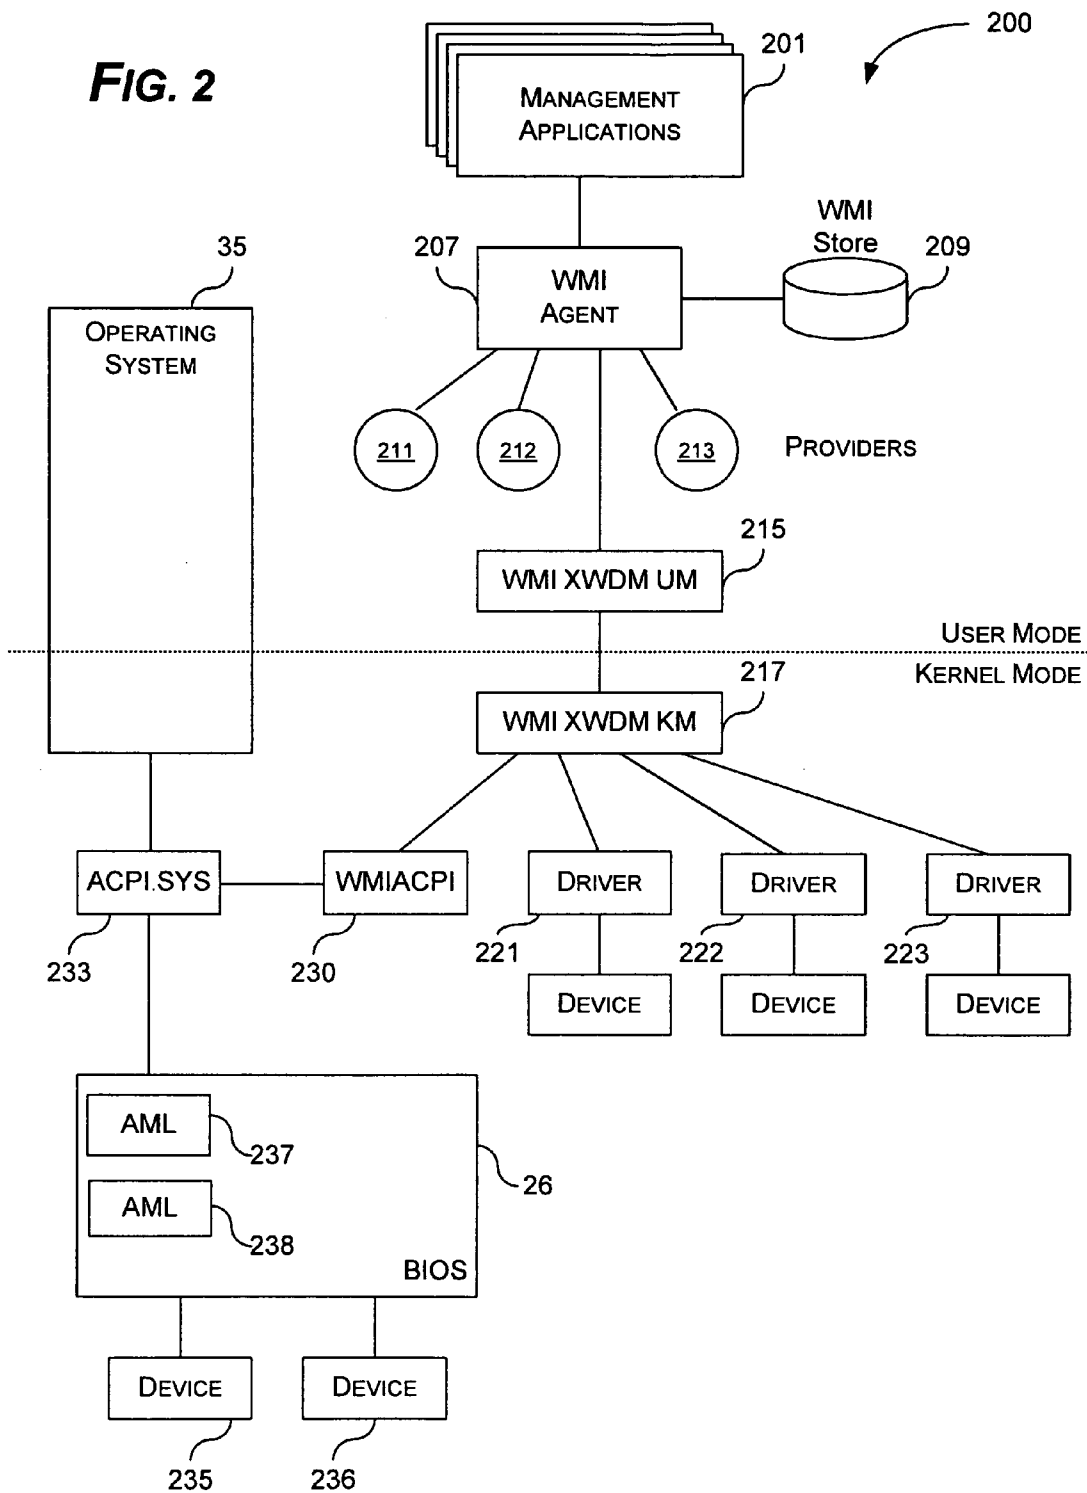 FIG. 2
200
201
MANAGEMENT
APPLICATIONS
WMI
Store
35
207
209
WMI
AGENT
OPERATING
SYSTEM
211
212
213
PROVIDERS
215
WMI XWDM UM
USER MODE
KERNEL MODE
217
WMI XWDM KM
ACPI.SYS
WMIACPI
DRIVER
DRIVER
DRIVER
233
230
221
222
223
DEVICE
DEVICE
DEVICE
AML
237
26
AML
238
BIOS
DEVICE
DEVICE
235
236